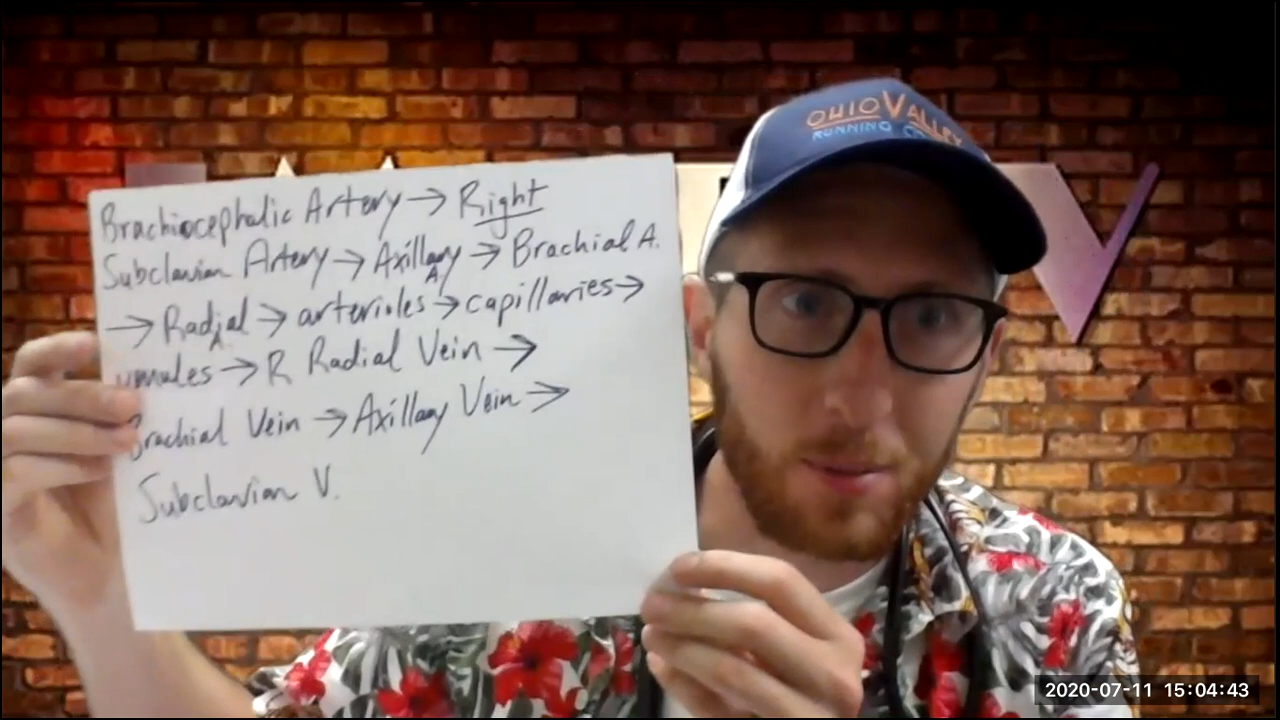 OHIO VALLEY
RUNNING
Brachiocephalic Artery → Right
Subclavian Artery → Axillary A → Brachial A.
→ Radial A → arterioles → capillaries →
→ R Radial Vein →
Brachial Vein → Axillary Vein →
Subclavian V.
V
2020-07-11 15:04:43